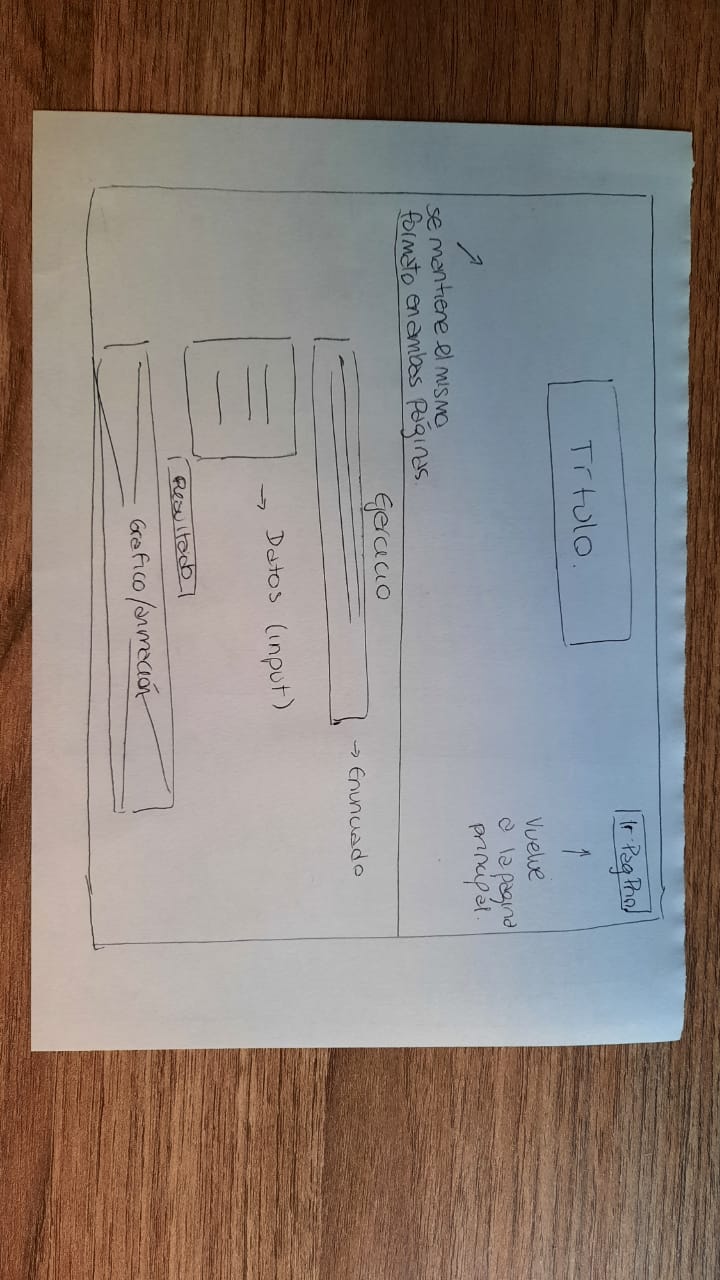 Ir Pag Prin
Título.
Vuelve
a la pagina
principal.
se mantiene el mismo
formato en ambas páginas.
Ejercicio
→ Enunciado
→ Datos (input)
Resultado
Grafico/animación